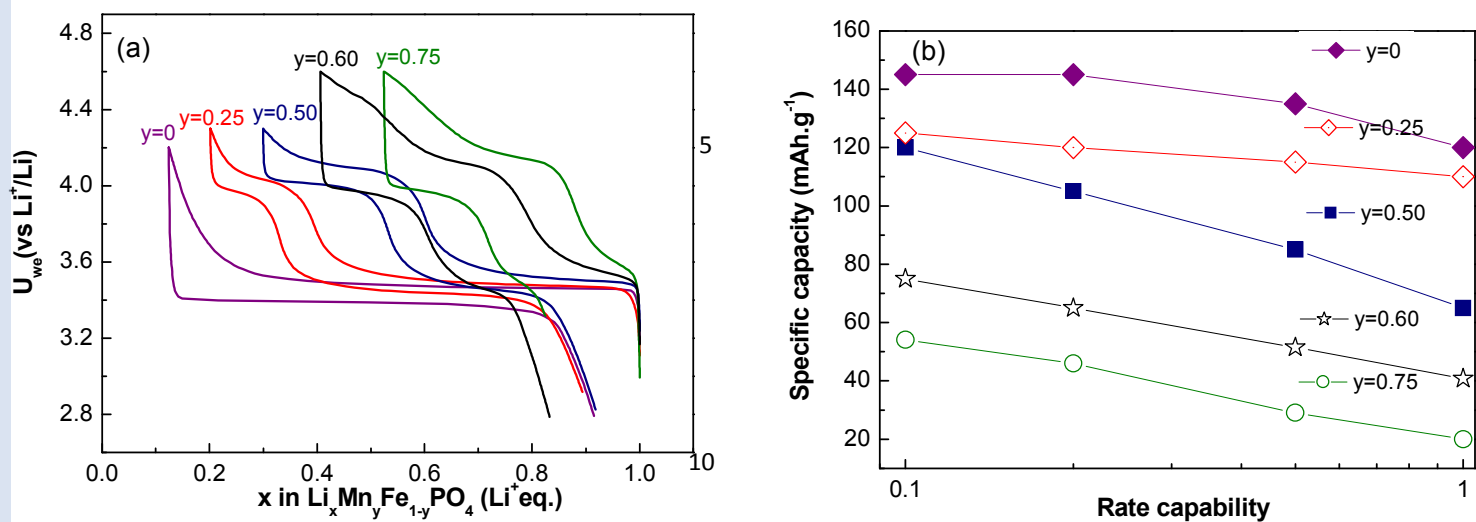 (a)
4.8
4.4
4.0
3.6
3.2
2.8
U_we(vs Li⁺/Li)
y=0
y=0.25
y=0.50
y=0.60
y=0.75
0.0 0.2 0.4 0.6 0.8 1.0
x in Li_xMn_yFe_{1-y}PO_4 (Li⁺eq.)
5
10
(b)
160
140
120
100
80
60
40
20
Specific capacity (mAh.g⁻¹)
y=0
y=0.25
y=0.50
y=0.60
y=0.75
0.1 1
Rate capability